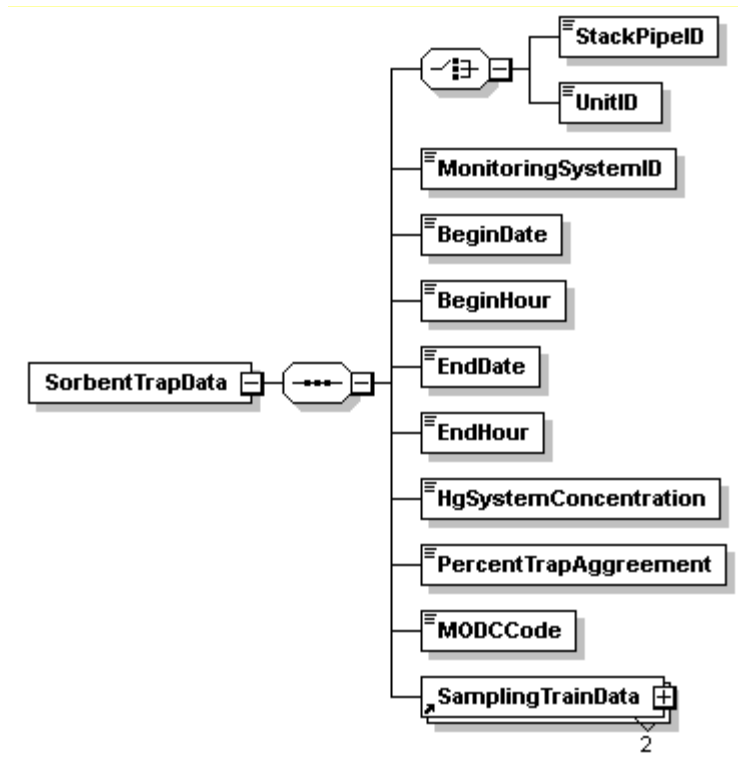 StackPipeID
UnitID
MonitoringSystemID
BeginDate
BeginHour
SorbentTrapData
EndDate
EndHour
HgSystemConcentration
PercentTrapAggreement
MODCCode
SamplingTrainData
2